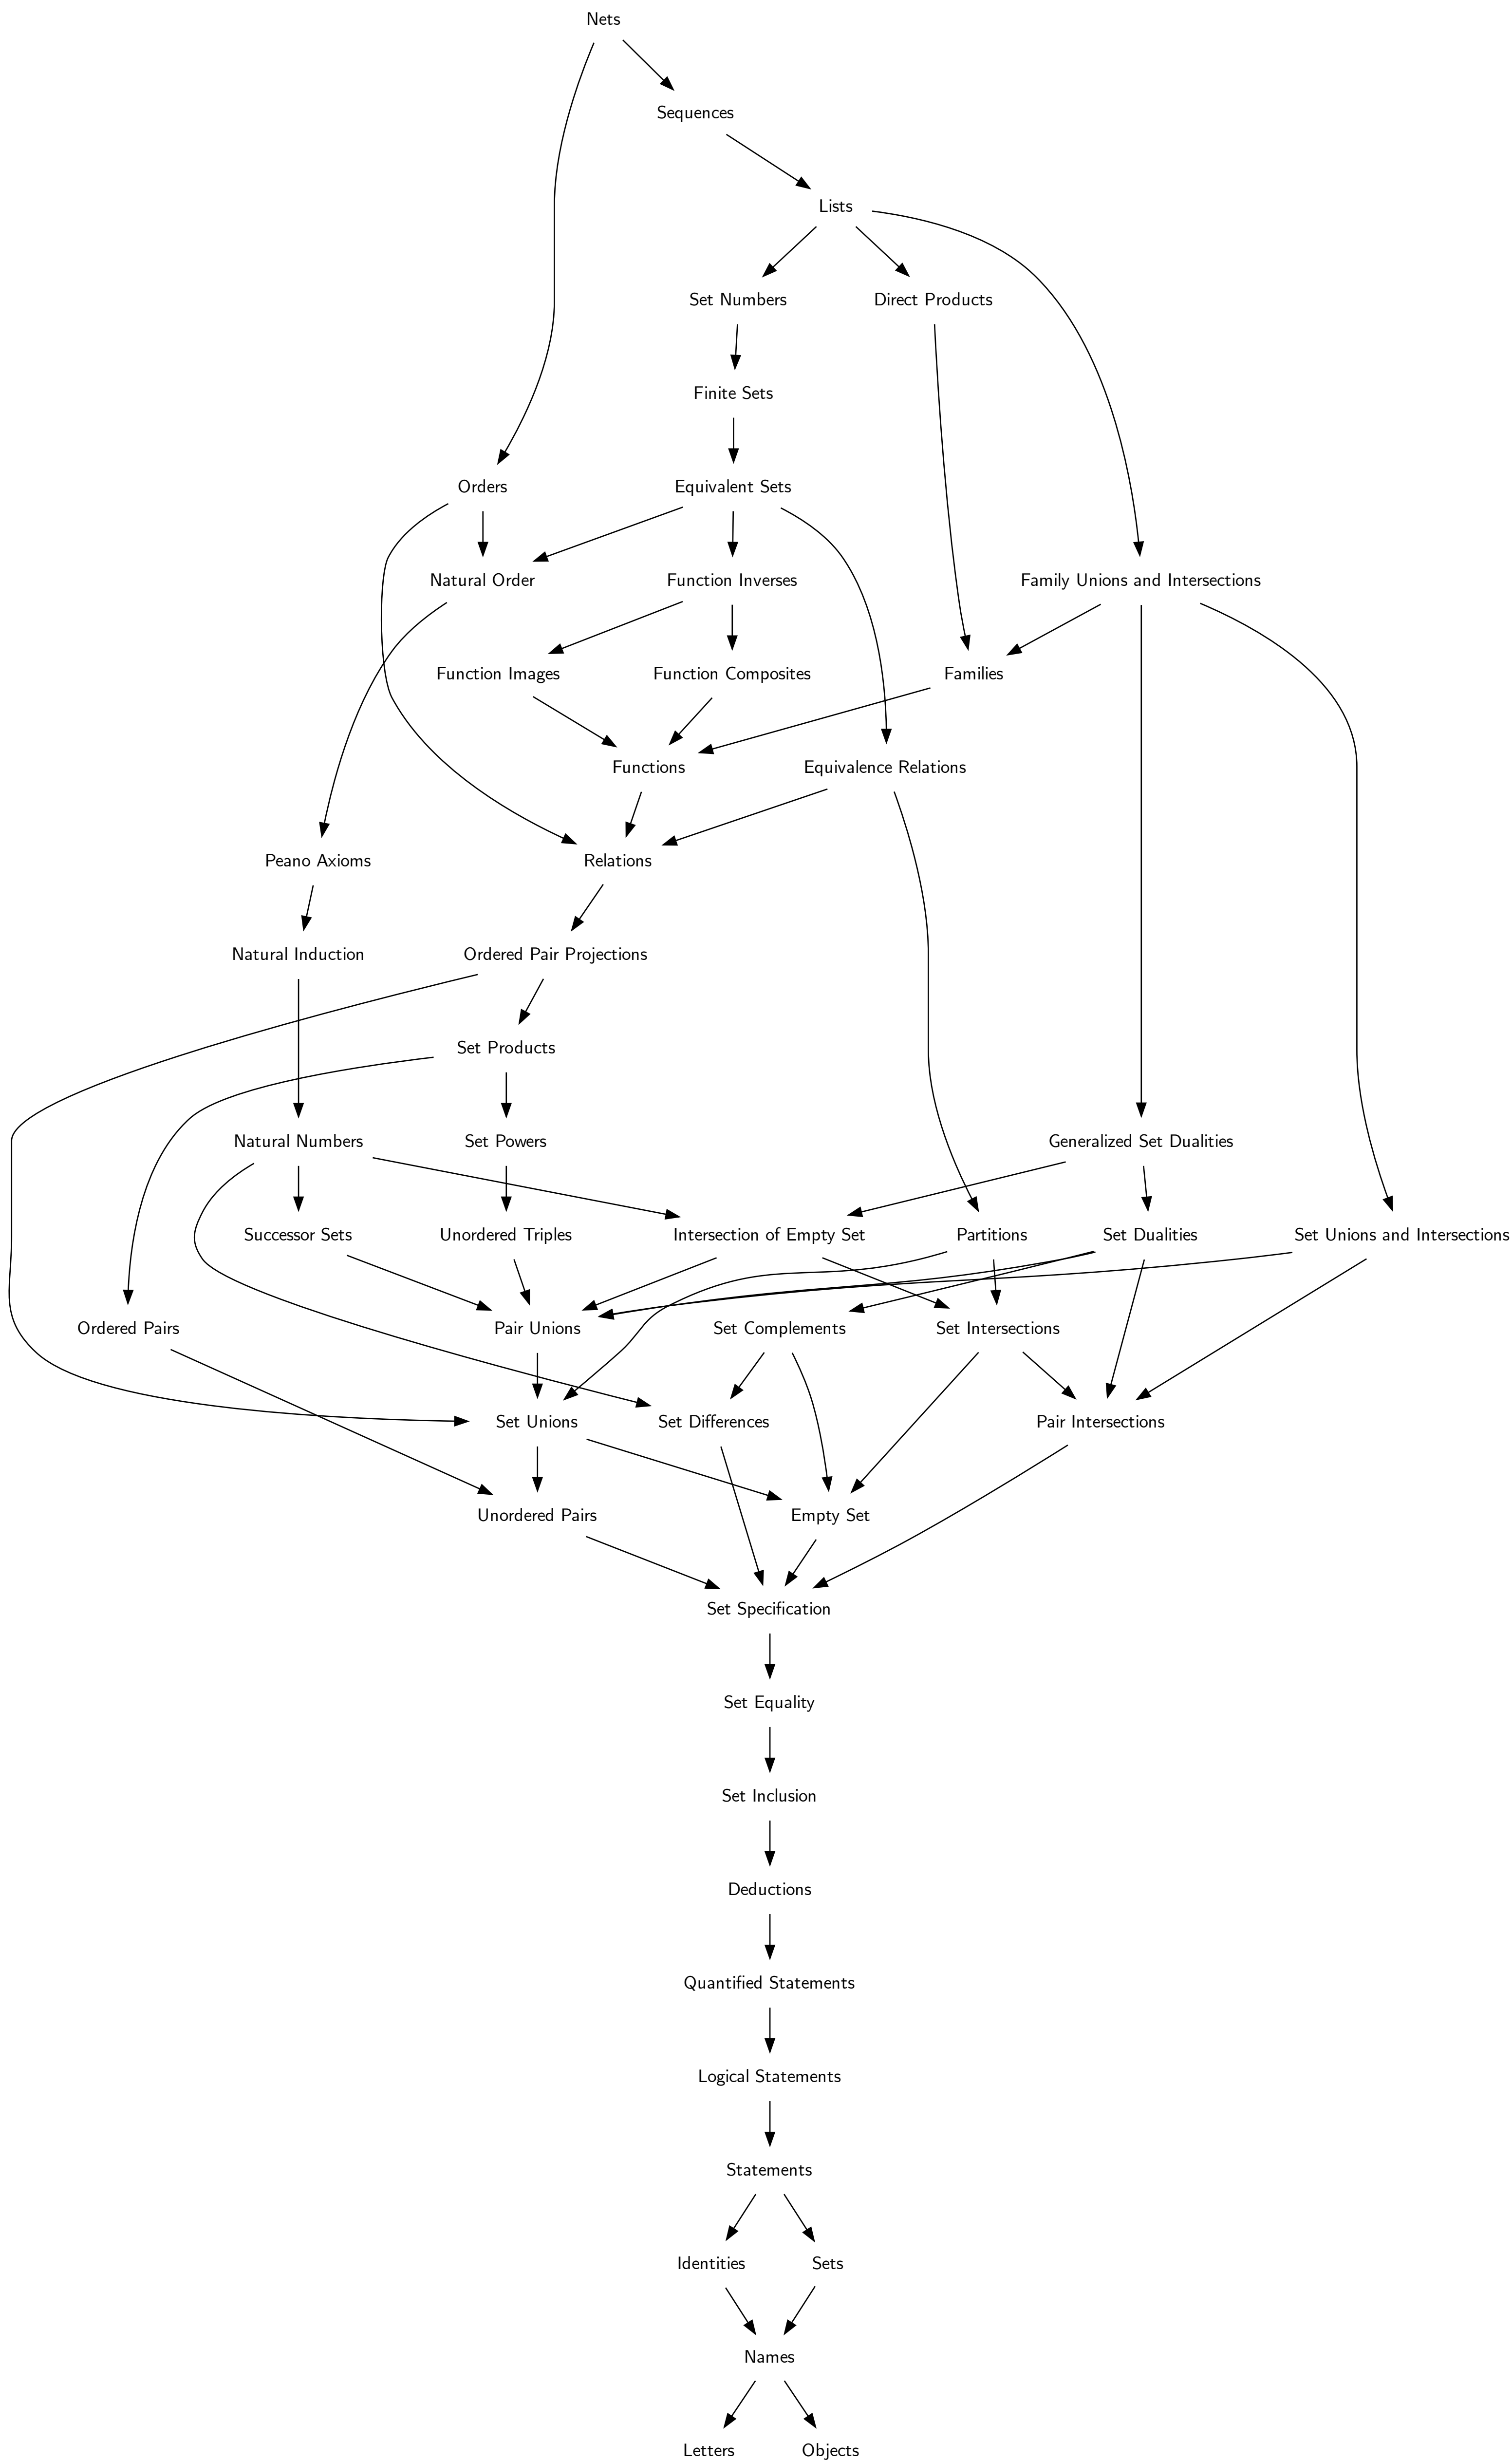 Nets
Sequences
Lists
Set Numbers
Direct Products
Finite Sets
Orders
Equivalent Sets
Natural Order
Function Inverses
Family Unions and Intersections
Function Images
Function Composites
Families
Functions
Equivalence Relations
Peano Axioms
Relations
Natural Induction
Ordered Pair Projections
Set Products
Natural Numbers
Set Powers
Generalized Set Dualities
Successor Sets
Unordered Triples
Intersection of Empty Set
Partitions
Set Dualities
Set Unions and Intersections
Ordered Pairs
Pair Unions
Set Complements
Set Intersections
Set Unions
Set Differences
Pair Intersections
Unordered Pairs
Empty Set
Set Specification
Set Equality
Set Inclusion
Deductions
Quantified Statements
Logical Statements
Statements
Identities
Sets
Names
Letters
Objects